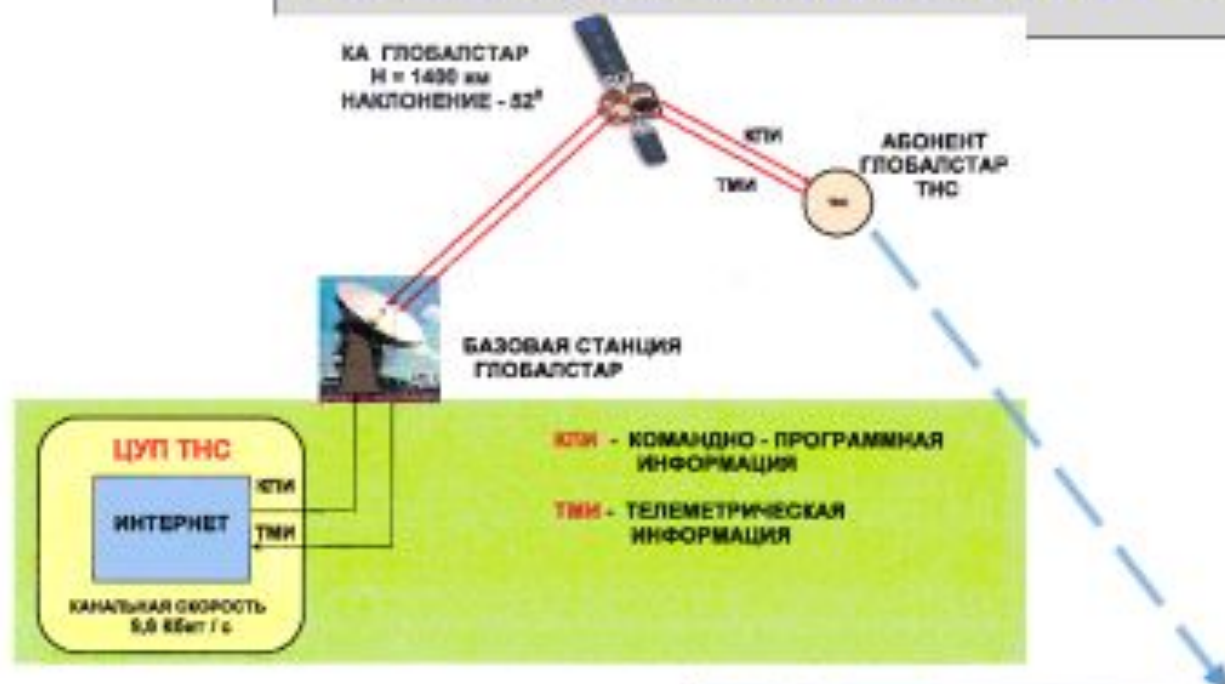 КА ГЛОБАЛСТАР
Н = 1400 км
НАКЛОНЕНИЕ - 52°
КПИ
ТМИ
АБОНЕНТ
ГЛОБАЛСТАР
ТНС
БАЗОВАЯ СТАНЦИЯ
ГЛОБАЛСТАР
ЦУП ТНС
ИНТЕРНЕТ
КПИ
ТМИ
КАНАЛЬНАЯ СКОРОСТЬ
9,6 Кбит / с
КПИ - КОМАНДНО - ПРОГРАММНАЯ
ИНФОРМАЦИЯ
ТМИ - ТЕЛЕМЕТРИЧЕСКАЯ
ИНФОРМАЦИЯ